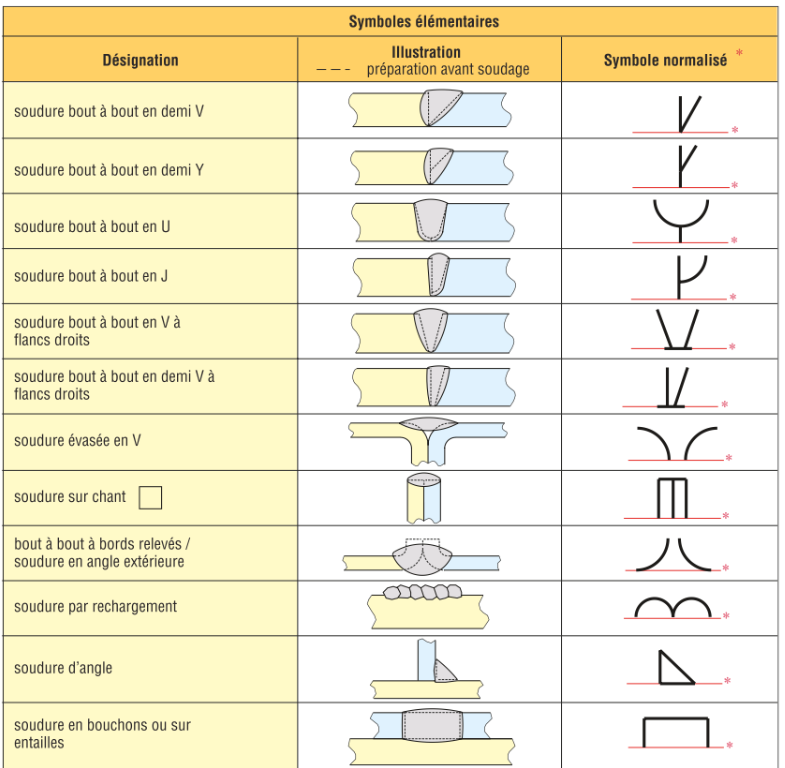 Symboles élémentaires
Désignation
Illustration
préparation avant soudage
Symbole normalisé *
soudure bout à bout en demi V
*
soudure bout à bout en demi Y
*
soudure bout à bout en U
*
soudure bout à bout en J
*
soudure bout à bout en V à
flancs droits
*
soudure bout à bout en demi V à
flancs droits
*
soudure évasée en V
*
soudure sur chant
*
bout à bout à bords relevés /
soudure en angle extérieure
*
soudure par rechargement
*
soudure d'angle
*
soudure en bouchons ou sur
entailles
*